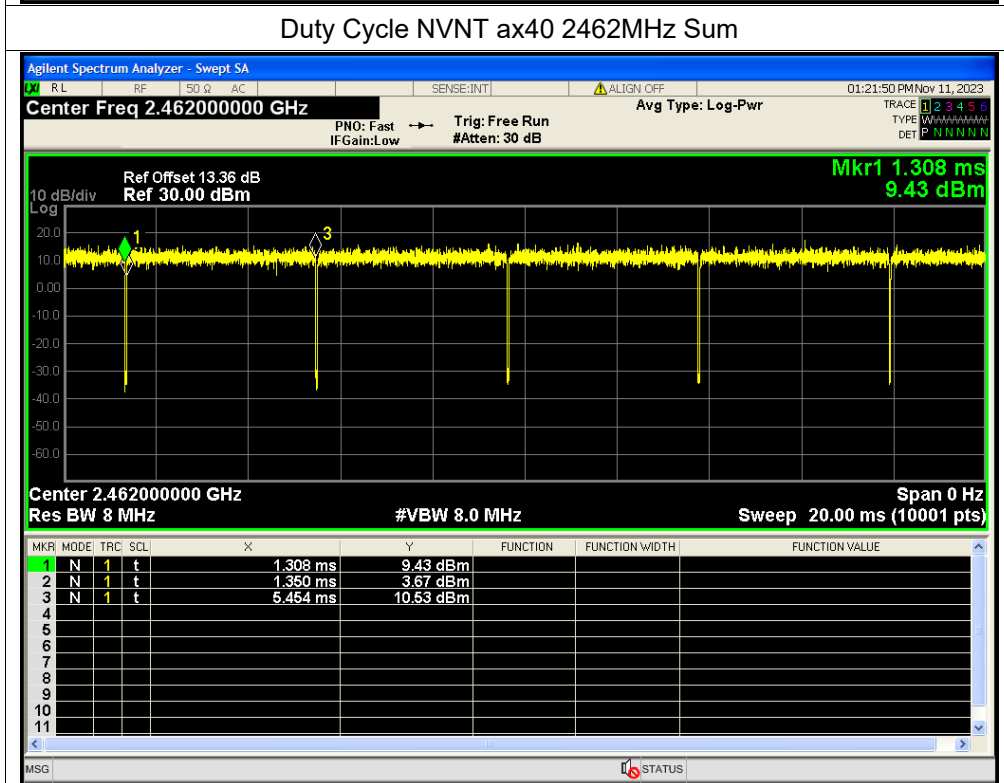 Duty Cycle NVNT ax40 2462MHz Sum
Agilent Spectrum Analyzer - Swept SA
LXI RL RF 50 Ω AC SENSE:INT ALIGN OFF 01:21:50 PM Nov 11, 2023
Center Freq 2.462000000 GHz Avg Type: Log-Pwr TRACE 1 2 3 4 5 6
PNO: Fast Trig: Free Run TYPE WWWWWW
IFGain:Low #Atten: 30 dB DET P N N N N N
Mkr1 1.308 ms
9.43 dBm
Ref Offset 13.36 dB
10 dB/div Ref 30.00 dBm
Log
20.0
10.0
0.00
-10.0
-20.0
-30.0
-40.0
-50.0
-60.0
1
3
Center 2.462000000 GHz Span 0 Hz
Res BW 8 MHz #VBW 8.0 MHz Sweep 20.00 ms (10001 pts)
MKR MODE TRC SCL X Y FUNCTION FUNCTION WIDTH FUNCTION VALUE
1 N 1 t 1.308 ms 9.43 dBm
2 N 1 t 1.350 ms 3.67 dBm
3 N 1 t 5.454 ms 10.53 dBm
4
5
6
7
8
9
10
11
MSG STATUS